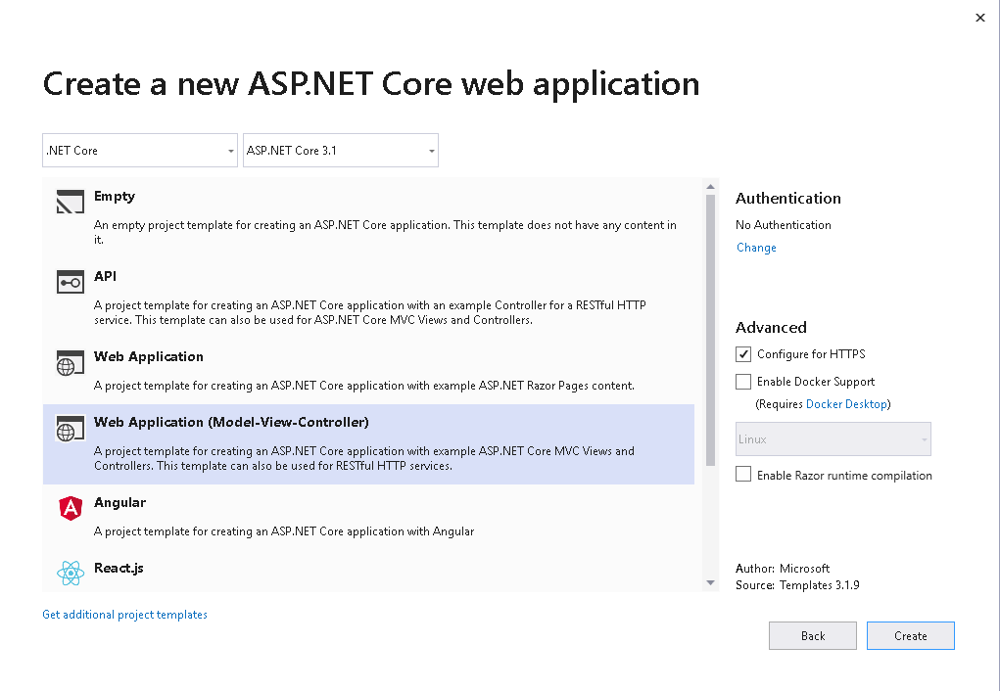 Create a new ASP.NET Core web application
.NET Core
ASP.NET Core 3.1
Empty
An empty project template for creating an ASP.NET Core application. This template does not have any content in
it.
API
A project template for creating an ASP.NET Core application with an example Controller for a RESTful HTTP
service. This template can also be used for ASP.NET Core MVC Views and Controllers.
Web Application
A project template for creating an ASP.NET Core application with example ASP.NET Razor Pages content.
Web Application (Model-View-Controller)
A project template for creating an ASP.NET Core application with example ASP.NET Core MVC Views and
Controllers. This template can also be used for RESTful HTTP services.
Angular
A project template for creating an ASP.NET Core application with Angular
React.js
Get additional project templates
Authentication
No Authentication
Change
Advanced
Configure for HTTPS
Enable Docker Support
(Requires Docker Desktop)
Linux
Enable Razor runtime compilation
Author: Microsoft
Source: Templates 3.1.9
Back
Create